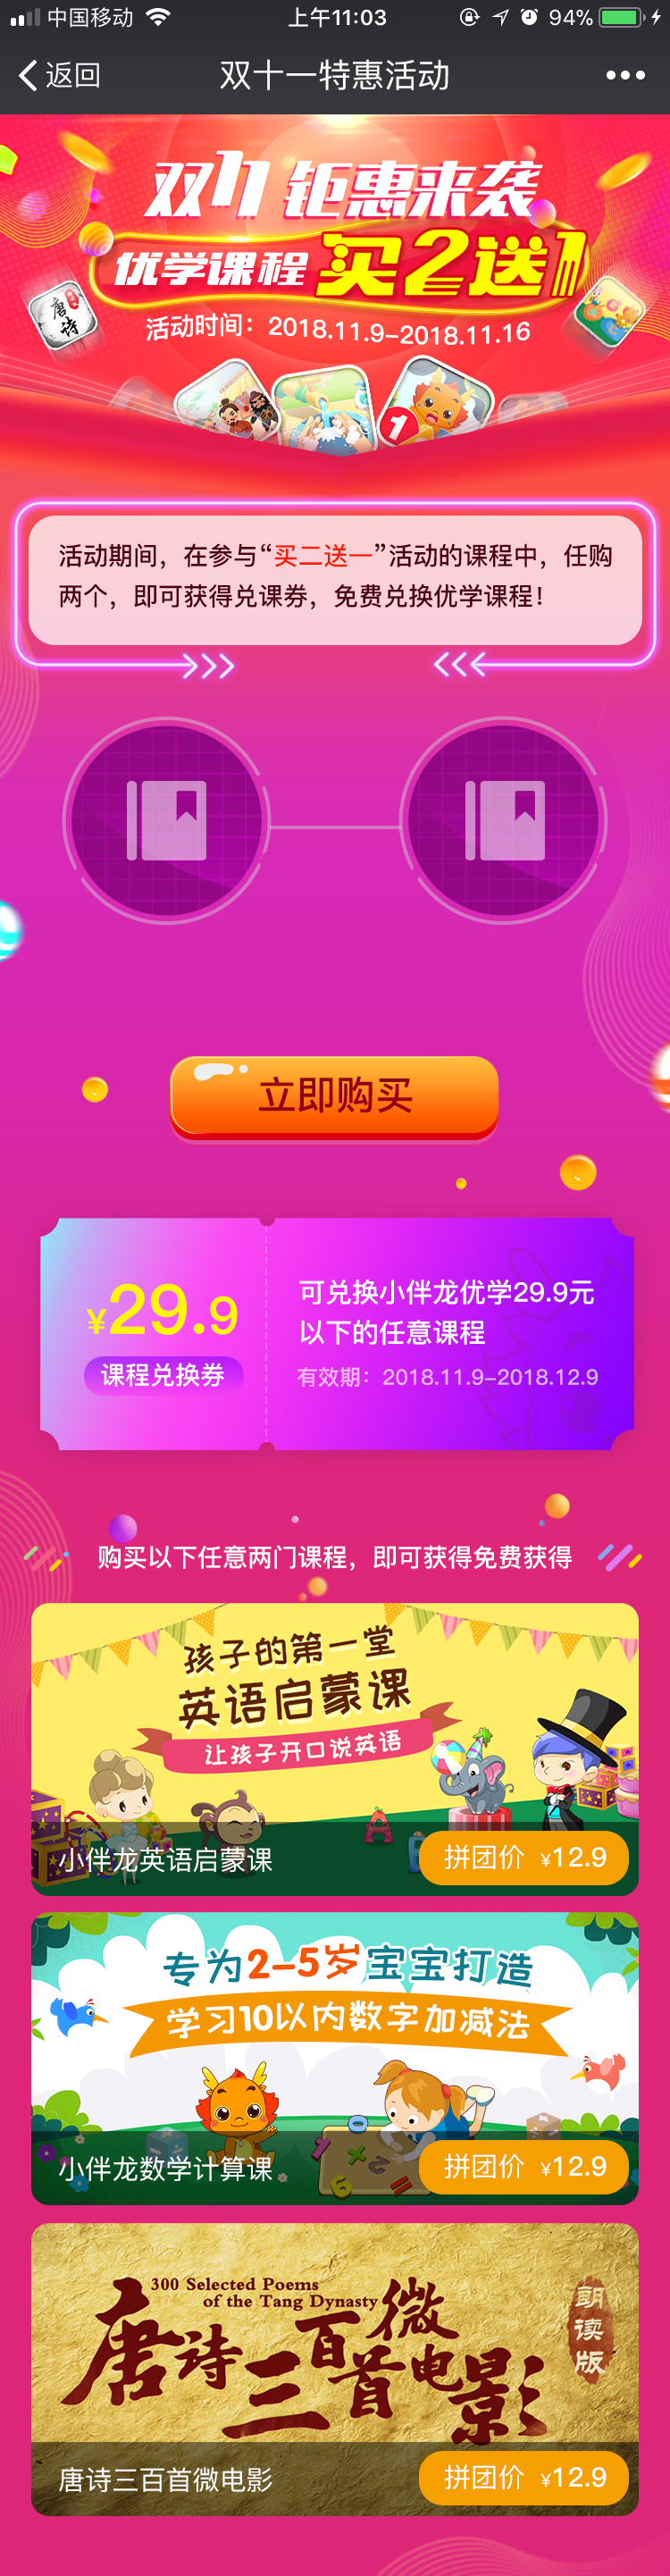 中国移动
上午11:03
94%
返回
双十一特惠活动
双11 钜惠来袭
优学课程 买2送1
活动时间：2018.11.9-2018.11.16
唐诗
1
活动期间，在参与“买二送一”活动的课程中，任购
两个，即可获得兑课券，免费兑换优学课程！
立即购买
¥29.9
课程兑换券
可兑换小伴龙优学29.9元
以下的任意课程
有效期：2018.11.9-2018.12.9
购买以下任意两门课程，即可获得免费获得
孩子的第一堂
英语启蒙课
让孩子开口说英语
小伴龙英语启蒙课
拼团价 ¥12.9
专为2-5岁宝宝打造
学习10以内数字加减法
小伴龙数学计算课
拼团价 ¥12.9
300 Selected Poems
of the Tang Dynasty
唐诗三百首微电影
朗读版
唐诗三百首微电影
拼团价 ¥12.9